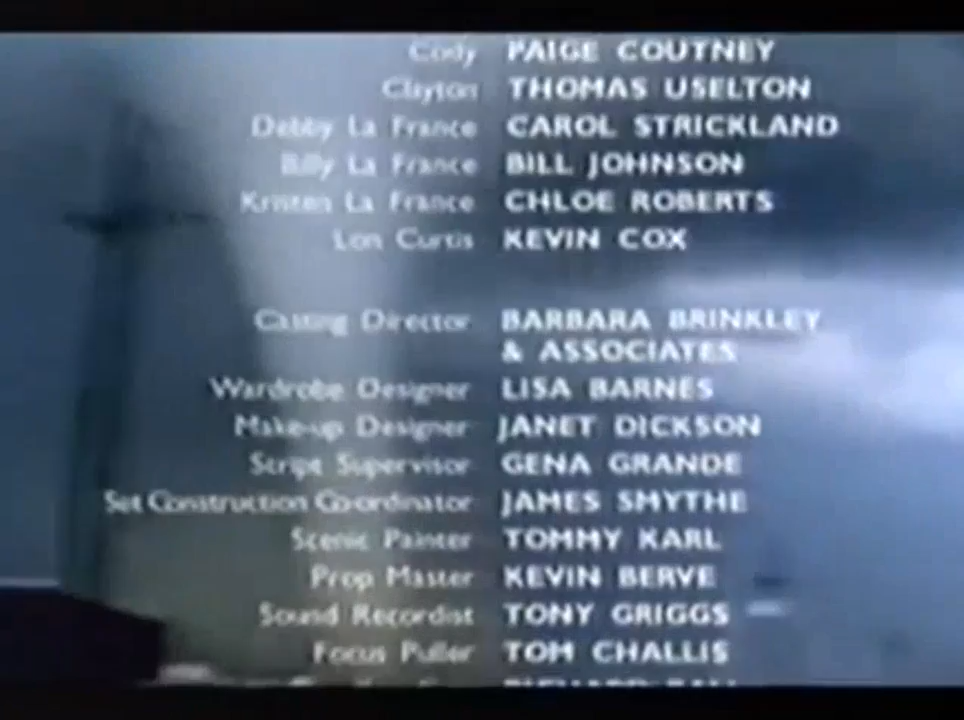 Cody PAIGE COUTNEY
Clayton THOMAS USELTON
Debby La France CAROL STRICKLAND
Billy La France BILL JOHNSON
Kristen La France CHLOE ROBERTS
Lon Curtis KEVIN COX
Casting Director BARBARA BRINKLEY
& ASSOCIATES
Wardrobe Designer LISA BARNES
Make-up Designer JANET DICKSON
Script Supervisor GENA GRANDE
Set Construction Co-ordinator JAMES SMYTHE
Scenic Painter TOMMY KARL
Prop Master KEVIN BERVE
Sound Recordist TONY GRIGGS
Focus Puller TOM CHALLIS